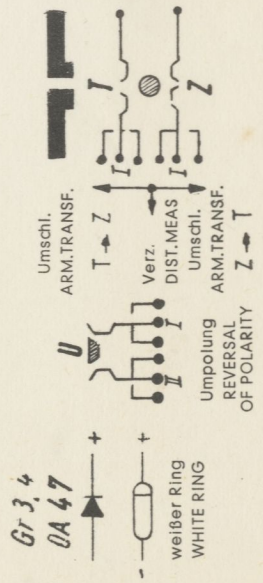 Gr 3, 4
OA 47
+
-
+
weißer Ring
WHITE RING
U
II
I
Umpolung
REVERSAL
OF POLARITY
Umschl.
ARM.TRANSF.
T → Z
Verz.
DIST.MEAS
Umschl.
ARM.TRANSF.
Z → T
T
I
Z
I